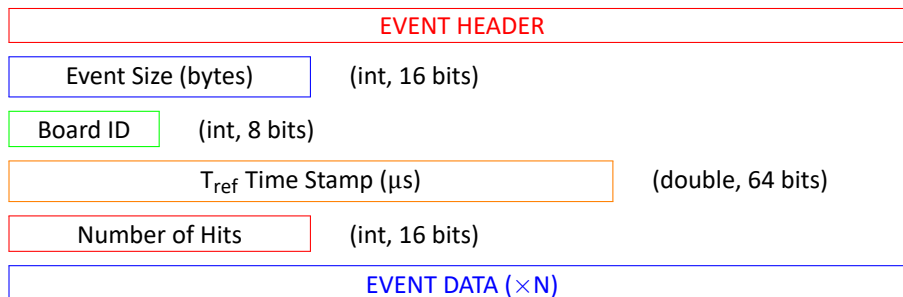 EVENT HEADER
Event Size (bytes) (int, 16 bits)
Board ID (int, 8 bits)
Tref Time Stamp (μs) (double, 64 bits)
Number of Hits (int, 16 bits)
EVENT DATA (×N)